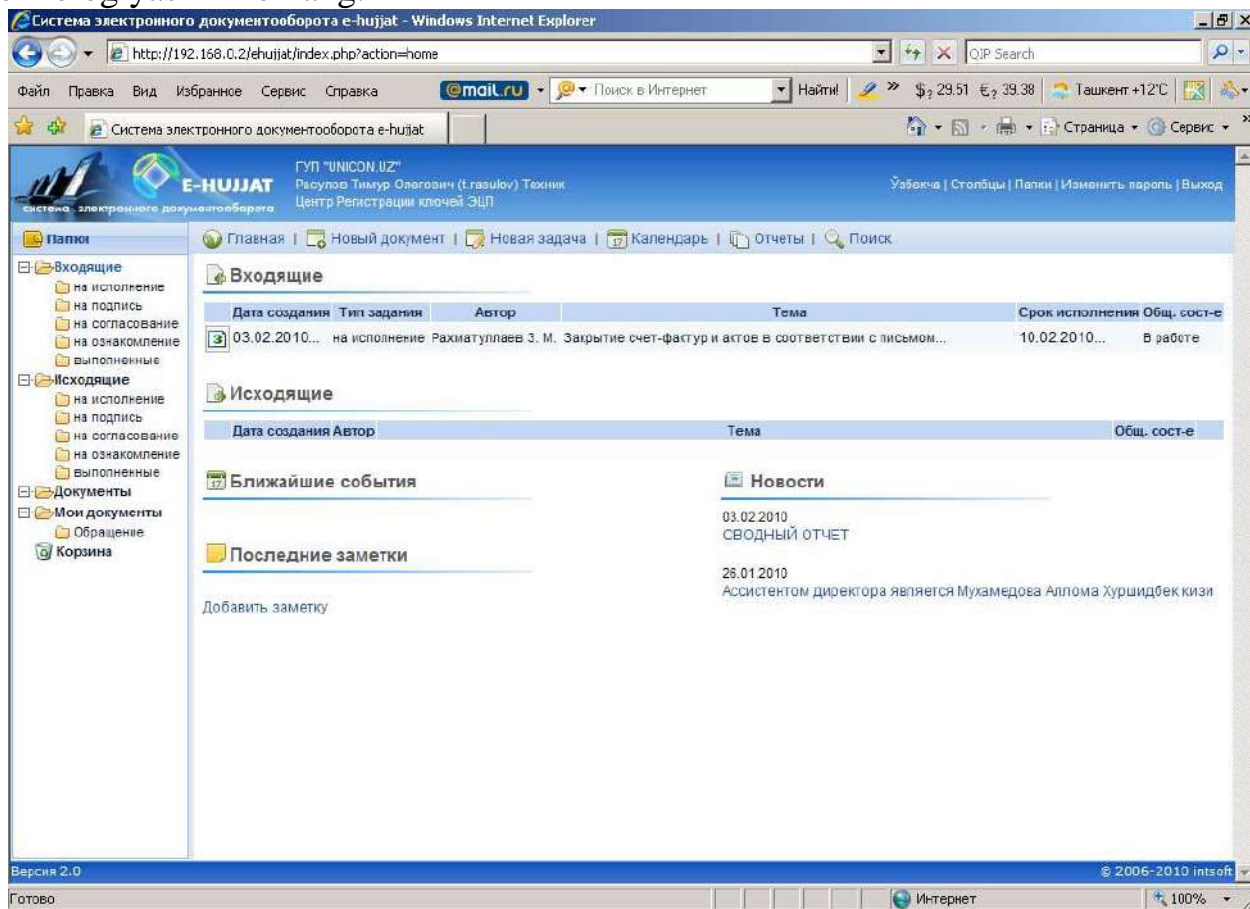 Система электронного документооборота e-hujjat - Windows Internet Explorer
http://192.168.0.2/ehujjat/index.php?action=home
QIP Search
Файл Правка Вид Избранное Сервис Справка @mail.ru Поиск в Интернет Найти! $? 29.51 €? 39.38 Ташкент +12°C
Система электронного документооборота e-hujjat
Страница Сервис
E-HUJJAT
система электронного документооборота
ГУП "UNICON.UZ"
Расулов Тимур Олегович (t.rasulov) Техник
Центр Регистрации ключей ЭЦП
Ўзбекча | Столбцы | Папки | Изменить пароль | Выход
Папки
Главная | Новый документ | Новая задача | Календарь | Отчеты | Поиск
Входящие
на исполнение
на подпись
на согласование
на ознакомление
выполненные
Исходящие
на исполнение
на подпись
на согласование
на ознакомление
выполненные
Документы
Мои документы
Обращение
Корзина
Входящие
Дата создания Тип задания Автор Тема Срок исполнения Общ. сост-е
03.02.2010... на исполнение Рахматуллаев З. М. Закрытие счет-фактур и актов в соответствии с письмом... 10.02.2010... В работе
Исходящие
Дата создания Автор Тема Общ. сост-е
Ближайшие события
Последние заметки
Добавить заметку
Новости
03.02.2010
СВОДНЫЙ ОТЧЕТ
26.01.2010
Ассистентом директора является Мухамедова Аллома Хуршидбек кизи
Версия 2.0
© 2006-2010 intsoft
Готово Интернет 100%